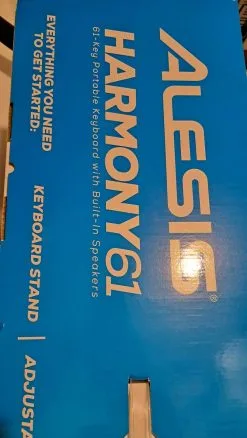 ALESIS®
HARMONY61
61-Key Portable Keyboard with Built-In Speakers
EVERYTHING YOU NEED
TO GET STARTED:
KEYBOARD STAND | ADJUSTA